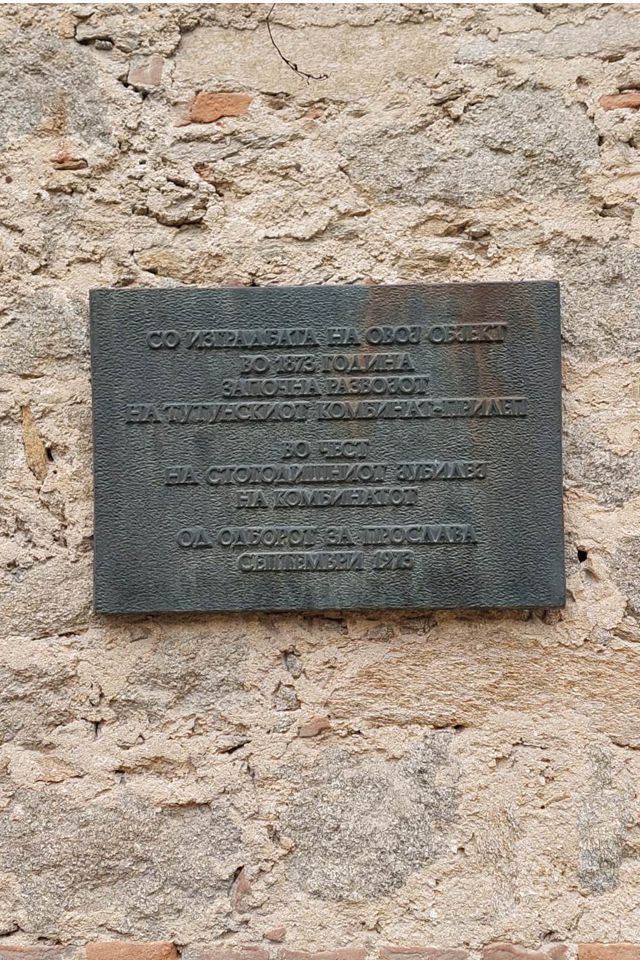 СО ИЗГРАДБАТА НА ОВОЈ ОБЈЕКТ
ВО 1873 ГОДИНА
ЗАПОЧНА РАЗВОЈОТ
НА ТУТУНСКИОТ КОМБИНАТ-ПРИЛЕП
ВО ЧЕСТ
НА СТОГОДИШНИОТ ЈУБИЛЕЈ
НА КОМБИНАТОТ
ОД ОДБОРОТ ЗА ПРОСЛАВА
СЕПТЕМВРИ 1973